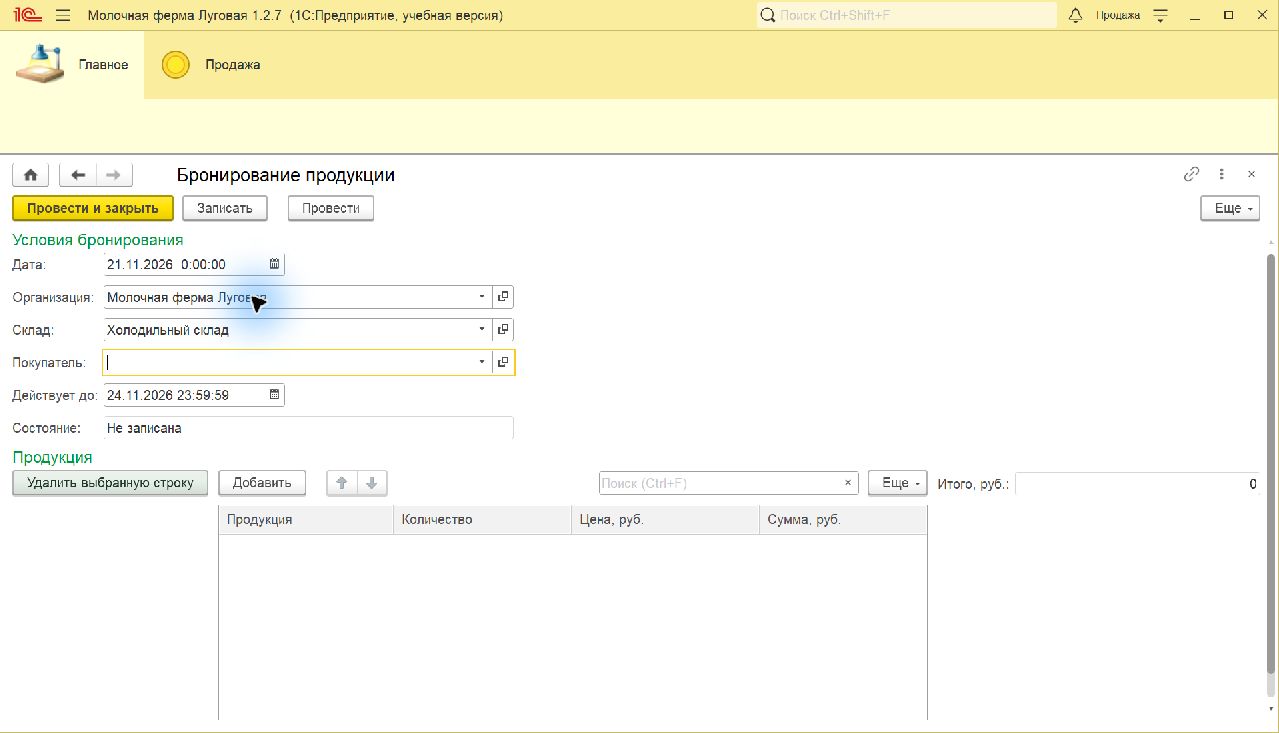 1С Молочная ферма Луговая 1.2.7 (1С:Предприятие, учебная версия) Поиск Ctrl+Shift+F Продажа
Главное Продажа
Бронирование продукции
Провести и закрыть Записать Провести Еще
Условия бронирования
Дата: 21.11.2026 0:00:00
Организация: Молочная ферма Луговая
Склад: Холодильный склад
Покупатель:
Действует до: 24.11.2026 23:59:59
Состояние: Не записана
Продукция
Удалить выбранную строку Добавить Поиск (Ctrl+F) × Еще Итого, руб.: 0
Продукция Количество Цена, руб. Сумма, руб.